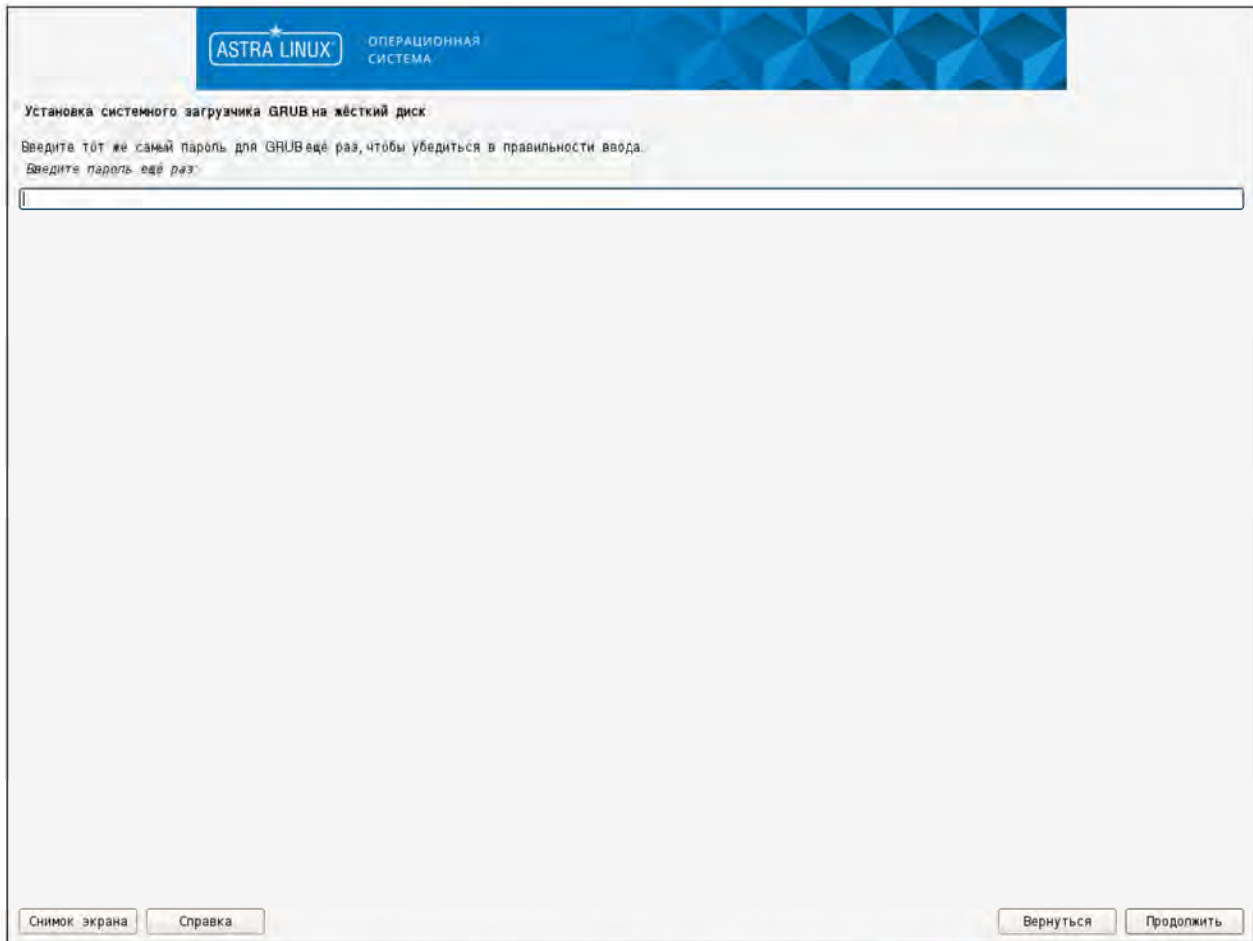 ASTRA LINUX
ОПЕРАЦИОННАЯ
СИСТЕМА
Установка системного загрузчика GRUB на жёсткий диск
Введите тот же самый пароль для GRUB ещё раз, чтобы убедиться в правильности ввода.
Введите пароль ещё раз:
Снимок экрана
Справка
Вернуться
Продолжить